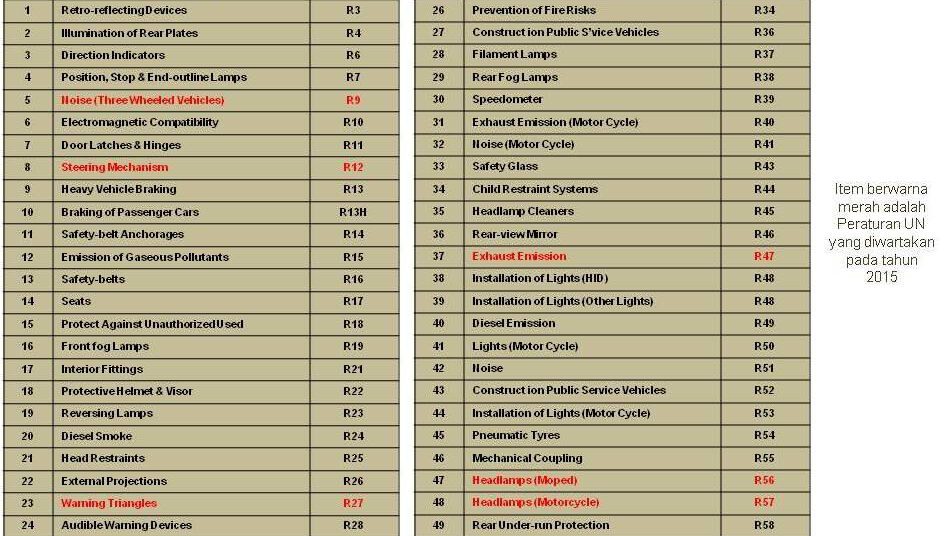 1 Retro-reflecting Devices R3
2 Illumination of Rear Plates R4
3 Direction Indicators R6
4 Position, Stop & End-outline Lamps R7
5 Noise (Three Wheeled Vehicles) R9
6 Electromagnetic Compatibility R10
7 Door Latches & Hinges R11
8 Steering Mechanism R12
9 Heavy Vehicle Braking R13
10 Braking of Passenger Cars R13H
11 Safety-belt Anchorages R14
12 Emission of Gaseous Pollutants R15
13 Safety-belts R16
14 Seats R17
15 Protect Against Unauthorized Used R18
16 Front fog Lamps R19
17 Interior Fittings R21
18 Protective Helmet & Visor R22
19 Reversing Lamps R23
20 Diesel Smoke R24
21 Head Restraints R25
22 External Projections R26
23 Warning Triangles R27
24 Audible Warning Devices R28
26 Prevention of Fire Risks R34
27 Construct ion Public S'vice Vehicles R36
28 Filament Lamps R37
29 Rear Fog Lamps R38
30 Speedometer R39
31 Exhaust Emission (Motor Cycle) R40
32 Noise (Motor Cycle) R41
33 Safety Glass R43
34 Child Restraint Systems R44
35 Headlamp Cleaners R45
36 Rear-view Mirror R46
37 Exhaust Emission R47
38 Installation of Lights (HID) R48
39 Installation of Lights (Other Lights) R48
40 Diesel Emission R49
41 Lights (Motor Cycle) R50
42 Noise R51
43 Construct ion Public Service Vehicles R52
44 Installation of Lights (Motor Cycle) R53
45 Pneumatic Tyres R54
46 Mechanical Coupling R55
47 Headlamps (Moped) R56
48 Headlamps (Motorcycle) R57
49 Rear Under-run Protection R58
Item berwarna
merah adalah
Peraturan UN
yang diwartakan
pada tahun
2015